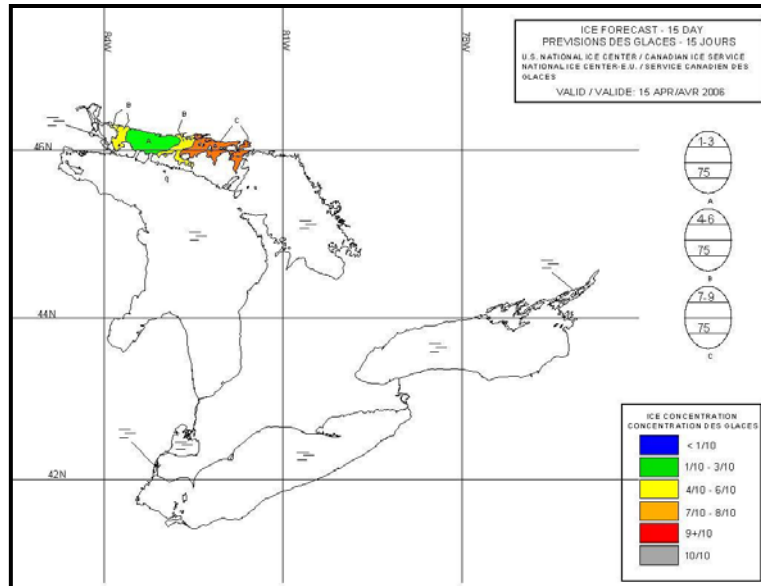 84W
81W
78W
ICE FORECAST - 15 DAY
PREVISIONS DES GLACES - 15 JOURS
U.S. NATIONAL ICE CENTER / CANADIAN ICE SERVICE
NATIONAL ICE CENTER-E.U. / SERVICE CANADIEN DES
GLACES
VALID / VALIDE: 15 APR/AVR 2006
B
B
C
A
46N
1-3
75
A
4-6
75
B
7-9
75
C
44N
42N
ICE CONCENTRATION
CONCENTRATION DES GLACES
< 1/10
1/10 - 3/10
4/10 - 6/10
7/10 - 8/10
9+/10
10/10